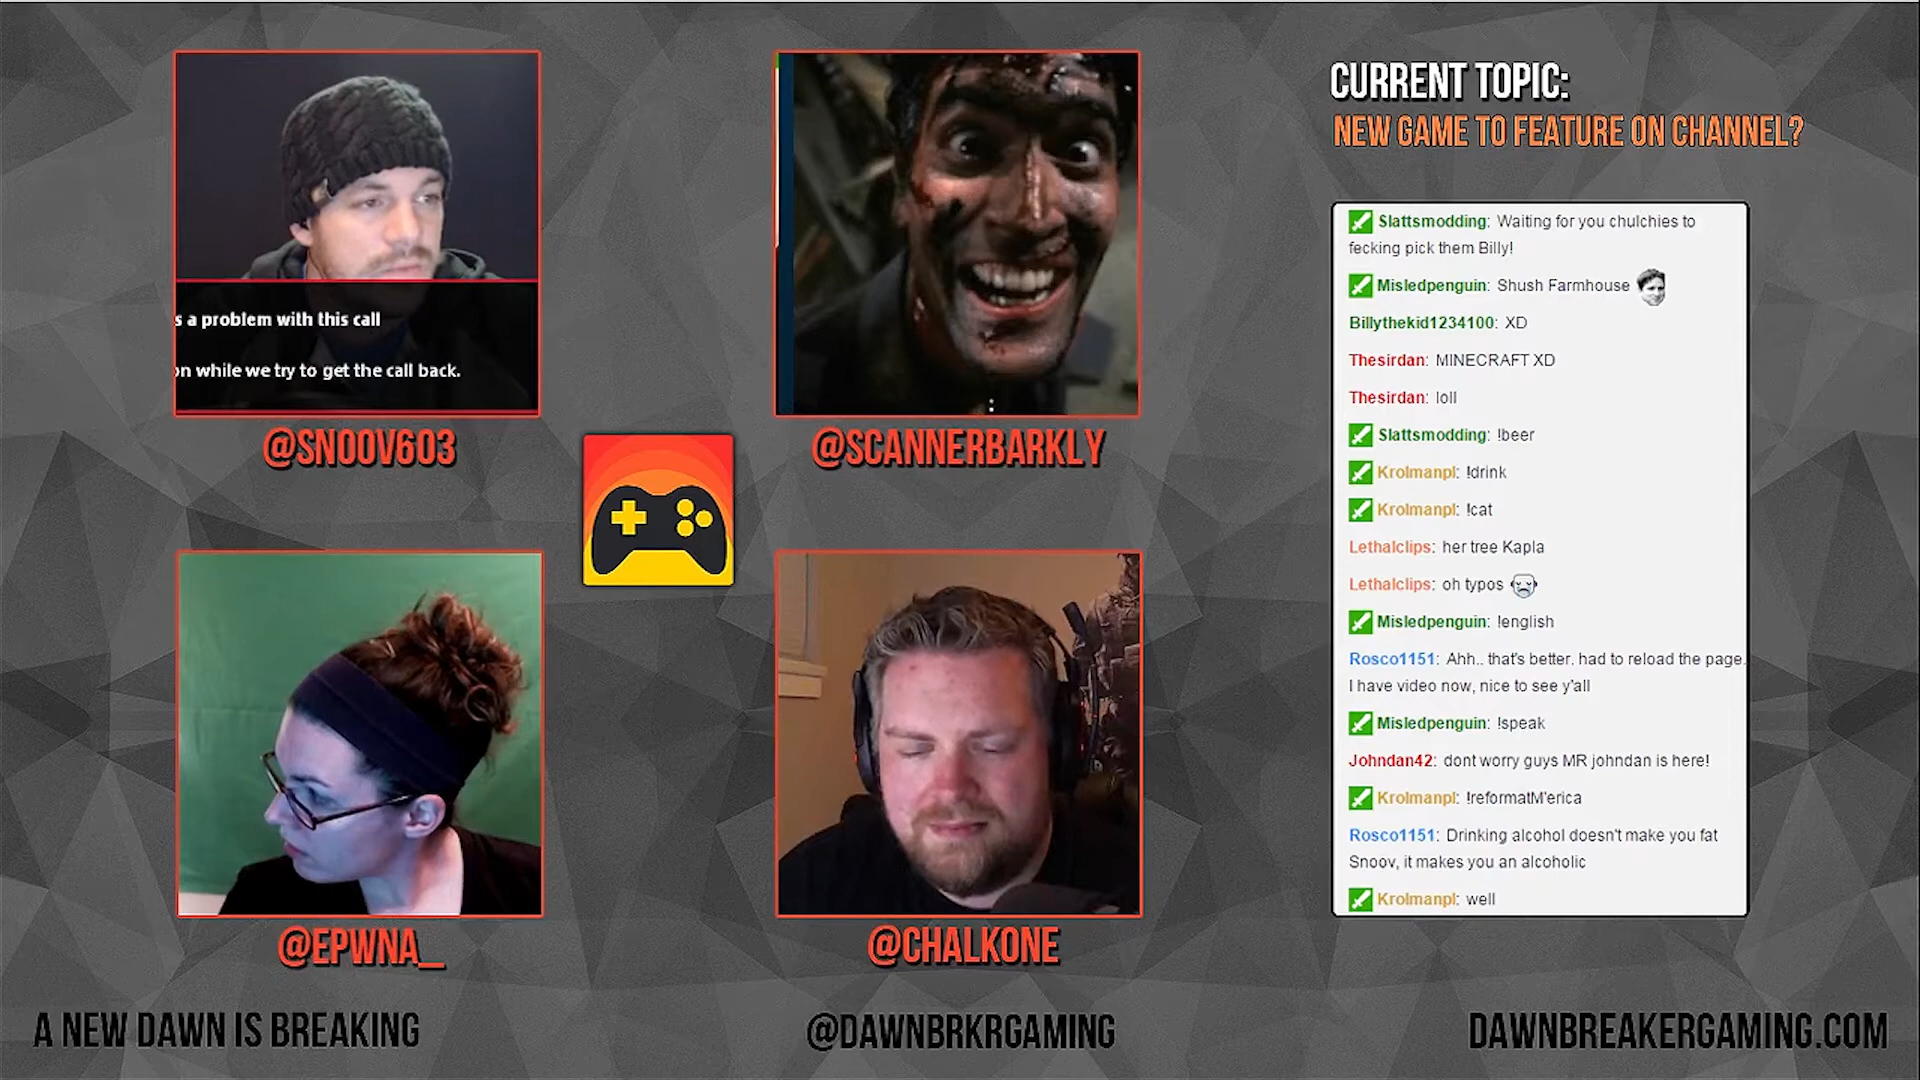 CURRENT TOPIC:
NEW GAME TO FEATURE ON CHANNEL?
s a problem with this call
on while we try to get the call back.
@SNOOV603
@SCANNERBARKLY
@EPWNA_
@CHALKONE
Slattsmodding: Waiting for you chulchies to
fecking pick them Billy!
Misledpenguin: Shush Farmhouse
Billythekid1234100: XD
Thesirdan: MINECRAFT XD
Thesirdan: loll
Slattsmodding: !beer
Krolmanpl: !drink
Krolmanpl: !cat
Lethalclips: her tree Kapla
Lethalclips: oh typos
Misledpenguin: !english
Rosco1151: Ahh.. that's better. had to reload the page.
I have video now, nice to see y'all
Misledpenguin: !speak
Johndan42: dont worry guys MR johndan is here!
Krolmanpl: !reformatM'erica
Rosco1151: Drinking alcohol doesn't make you fat
Snoov, it makes you an alcoholic
Krolmanpl: well
A NEW DAWN IS BREAKING
@DAWNBRKRGAMING
DAWNBREAKERGAMING.COM